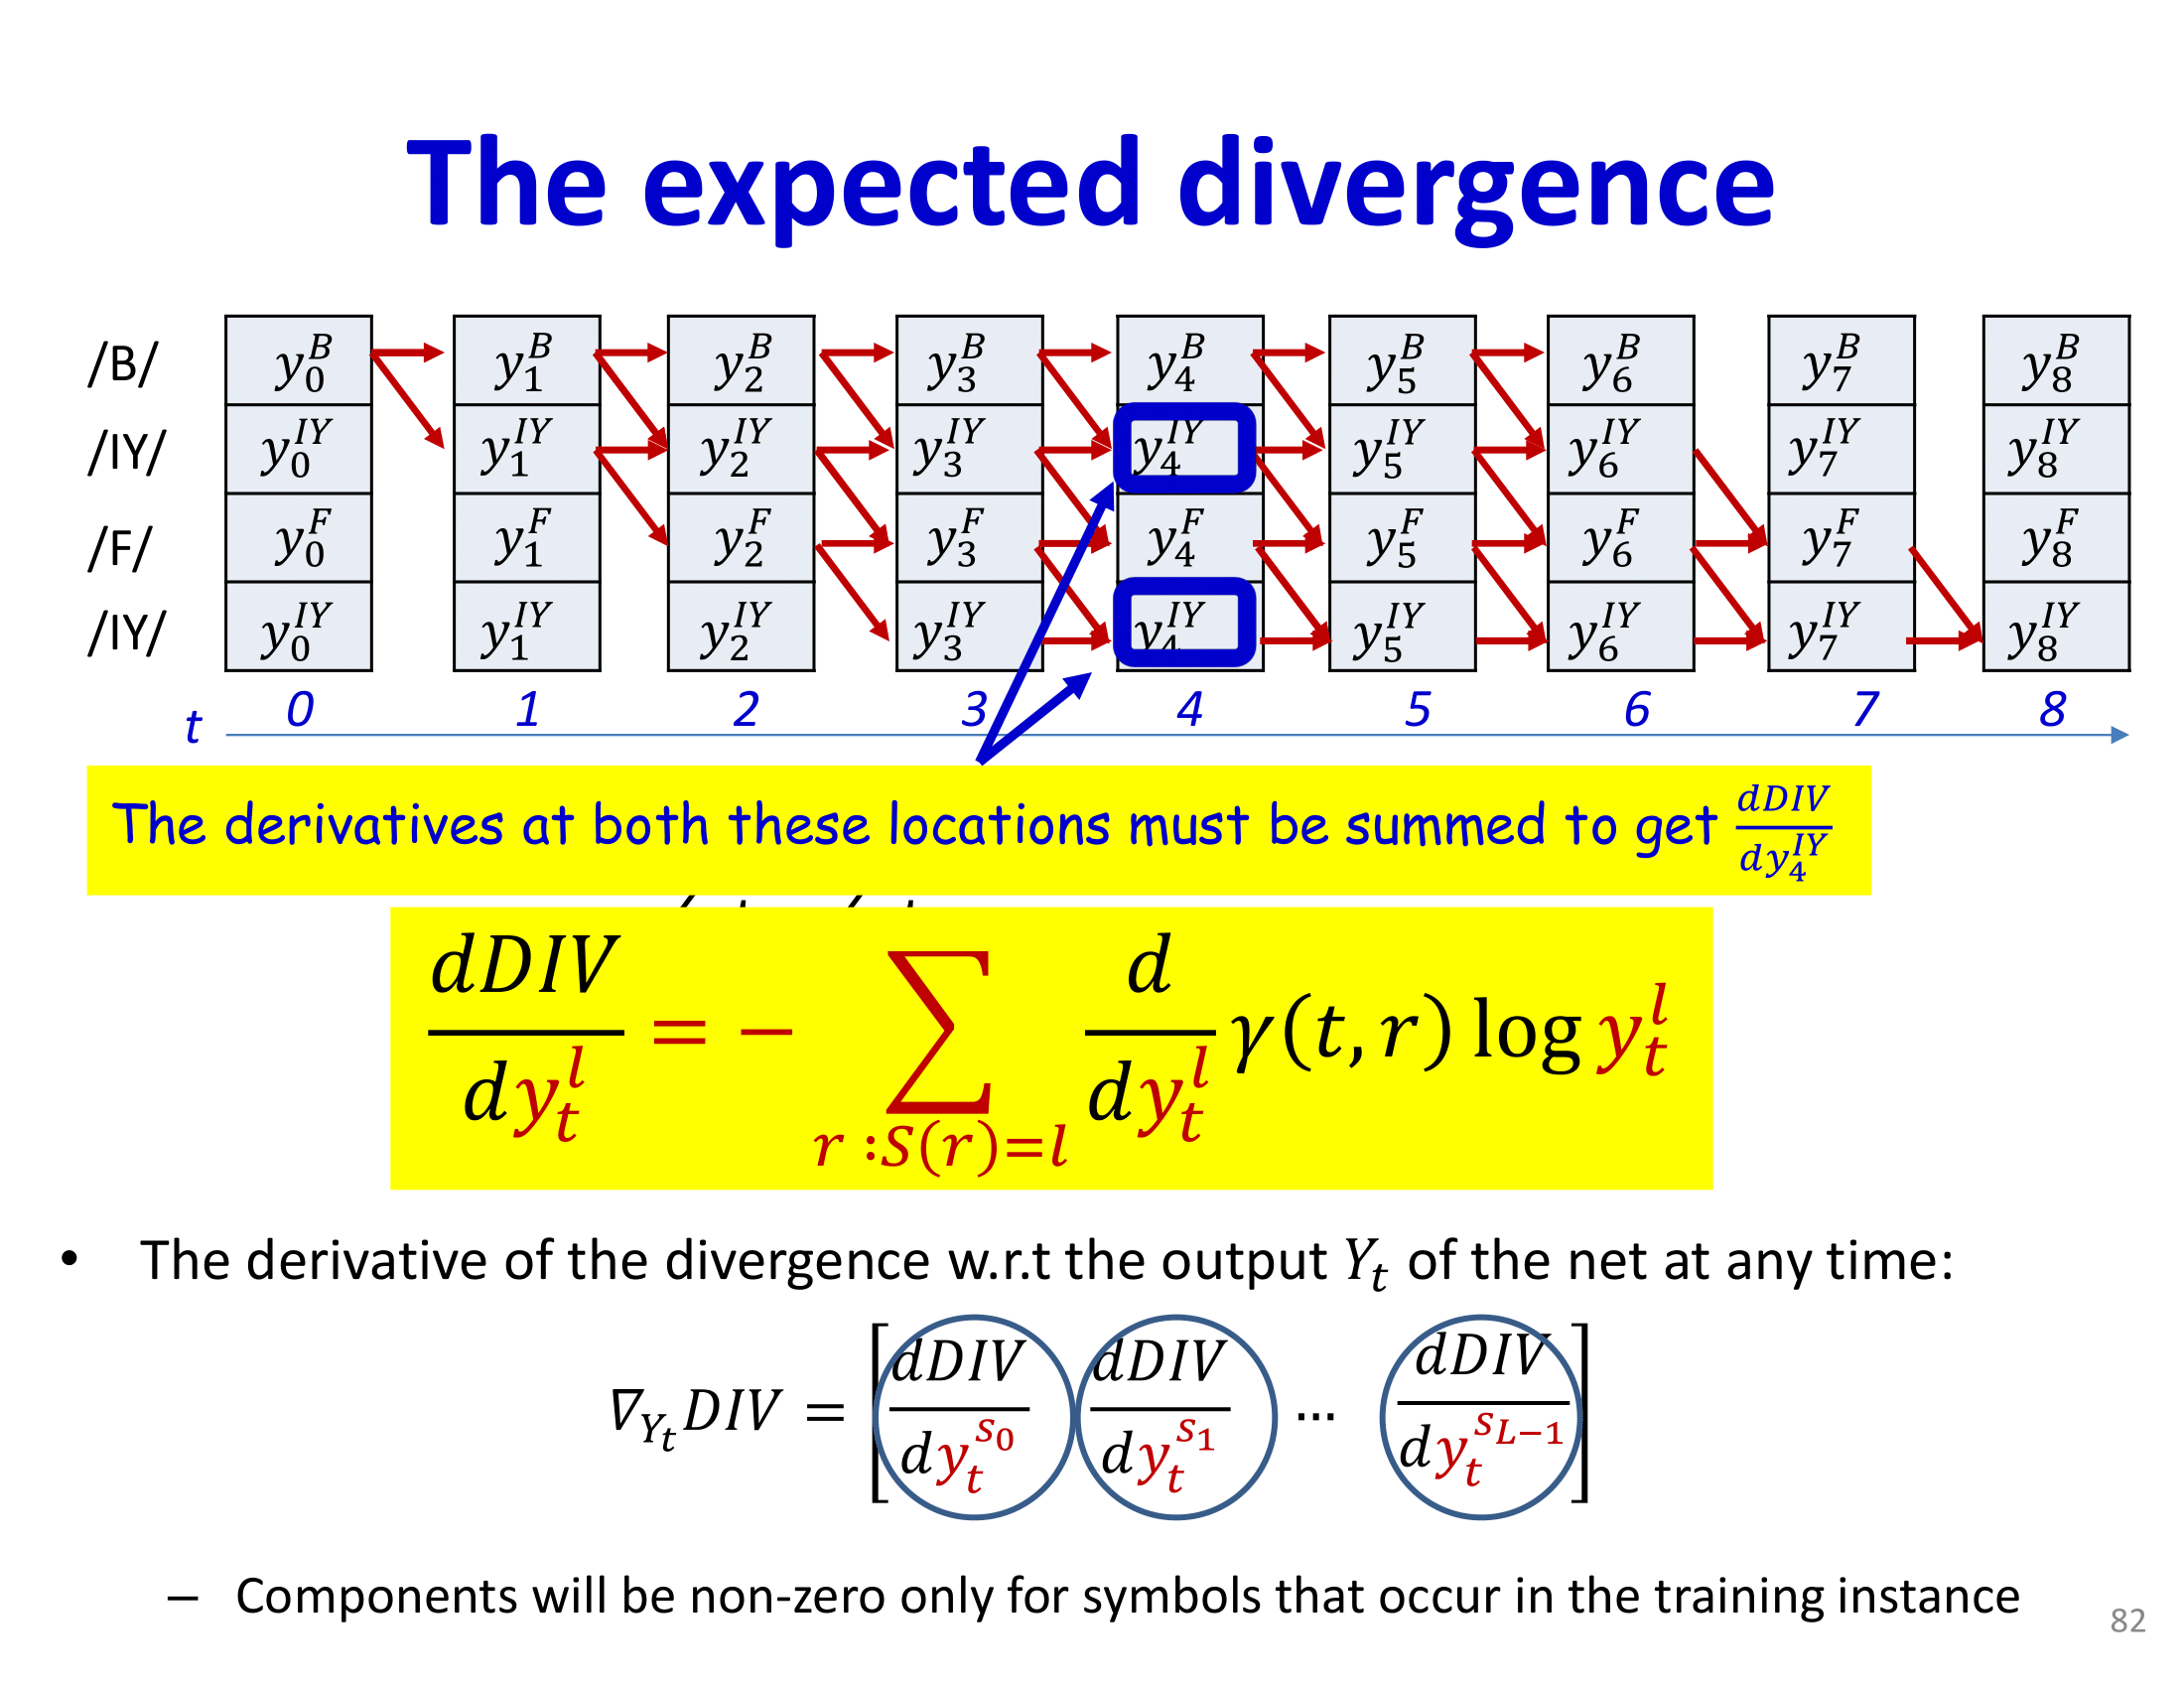 The expected divergence
/B/ y_0^B y_1^B y_2^B y_3^B y_4^B y_5^B y_6^B y_7^B y_8^B
/IY/ y_0^{IY} y_1^{IY} y_2^{IY} y_3^{IY} y_4^{IY} y_5^{IY} y_6^{IY} y_7^{IY} y_8^{IY}
/F/ y_0^F y_1^F y_2^F y_3^F y_4^F y_5^F y_6^F y_7^F y_8^F
/IY/ y_0^{IY} y_1^{IY} y_2^{IY} y_3^{IY} y_4^{IY} y_5^{IY} y_6^{IY} y_7^{IY} y_8^{IY}
t 0 1 2 3 4 5 6 7 8
The derivatives at both these locations must be summed to get \frac{dDIV}{dy_4^{IY}}
\frac{dDIV}{dy_t^l} = - \sum_{r:S(r)=l} \frac{d}{dy_t^l} γ(t,r) log y_t^l
• The derivative of the divergence w.r.t the output Y_t of the net at any time:
∇_{Y_t} DIV = [ \frac{dDIV}{dy_t^{S_0}} \frac{dDIV}{dy_t^{S_1}} ... \frac{dDIV}{dy_t^{S_{L-1}}} ]
– Components will be non-zero only for symbols that occur in the training instance
82